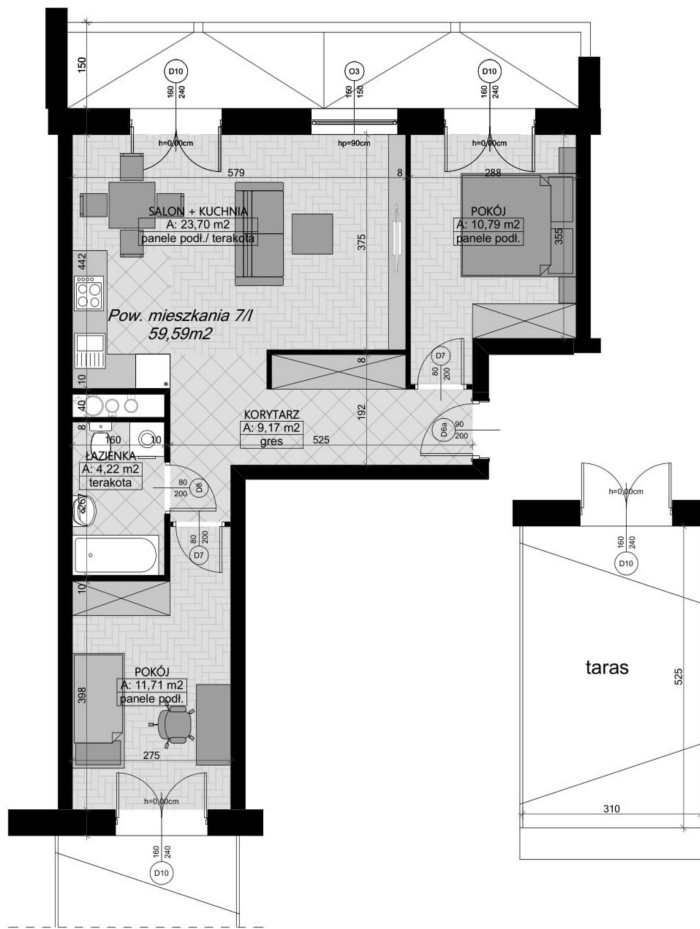 150
D10
160
240
O3
150
150
D10
160
240
h=0,00cm
hp=90cm
h=0,00cm
579
8
288
SALON + KUCHNIA
A: 23,70 m2
panele podł./ terakota
POKÓJ
A: 10,79 m2
panele podł.
375
355
442
Pow. mieszkania 7/I
59,59m2
D7
80
200
8
10
40
KORYTARZ
A: 9,17 m2
gres
192
525
D6a
90
200
8
160
10
ŁAZIENKA
A: 4,22 m2
terakota
267
80
200
D8
80
200
D7
10
POKÓJ
A: 11,71 m2
panele podł.
398
275
h=0,00cm
160
240
D10
h=0,00cm
160
240
D10
taras
525
310